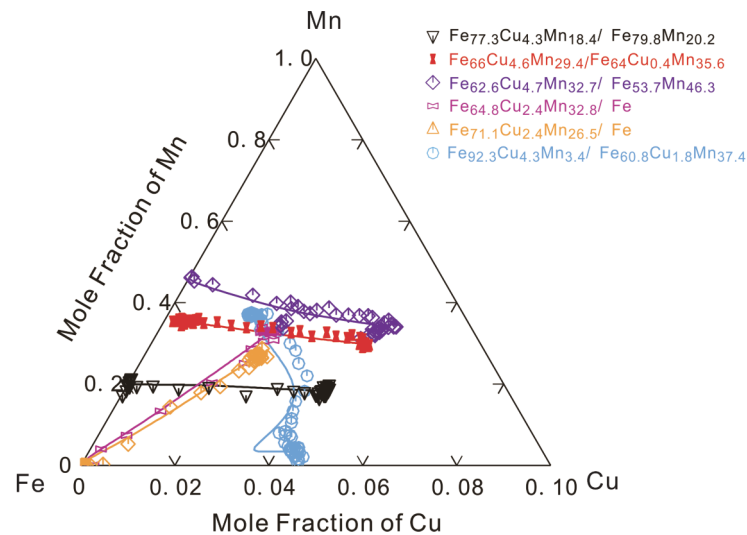 Mn
1.0
0.8
0.6
0.4
0.2
0
Mole Fraction of Mn
Fe77.3Cu4.3Mn18.4/ Fe79.8Mn20.2
Fe66Cu4.6Mn29.4/Fe64Cu0.4Mn35.6
Fe62.6Cu4.7Mn32.7/ Fe53.7Mn46.3
Fe64.8Cu2.4Mn32.8/ Fe
Fe71.1Cu2.4Mn26.5/ Fe
Fe92.3Cu4.3Mn3.4/ Fe60.8Cu1.8Mn37.4
Fe 0 0.02 0.04 0.06 0.08 0.10 Cu
Mole Fraction of Cu